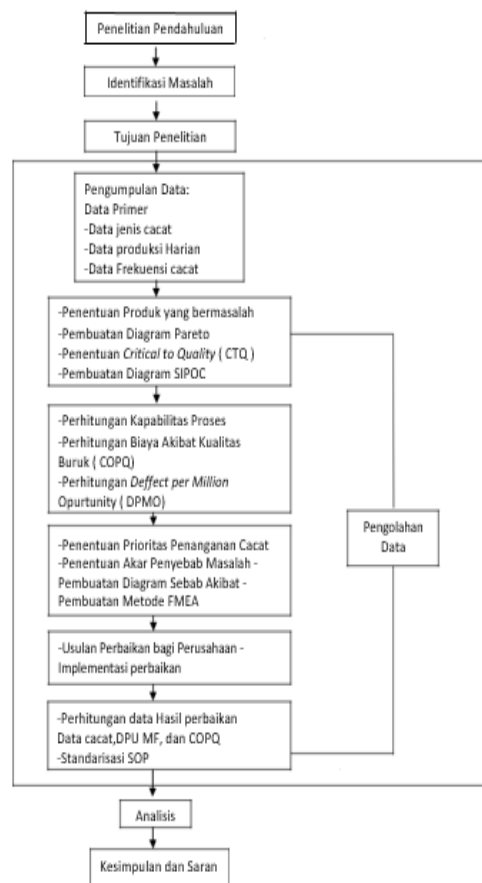 Penelitian Pendahuluan
Identifikasi Masalah
Tujuan Penelitian
Pengumpulan Data:
Data Primer
-Data jenis cacat
-Data produksi Harian
-Data Frekuensi cacat
-Penentuan Produk yang bermasalah
-Pembuatan Diagram Pareto
-Penentuan Critical to Quality ( CTQ )
-Pembuatan Diagram SIPOC
-Perhitungan Kapabilitas Proses
-Perhitungan Biaya Akibat Kualitas
Buruk ( COPQ)
-Perhitungan Deffect per Million
Opurtunity ( DPMO)
Pengolahan
Data
-Penentuan Prioritas Penanganan Cacat
-Penentuan Akar Penyebab Masalah -
Pembuatan Diagram Sebab Akibat -
Pembuatan Metode FMEA
-Usulan Perbaikan bagi Perusahaan -
Implementasi perbaikan
-Perhitungan data Hasil perbaikan
Data cacat,DPU MF, dan COPQ
-Standarisasi SOP
Analisis
Kesimpulan dan Saran